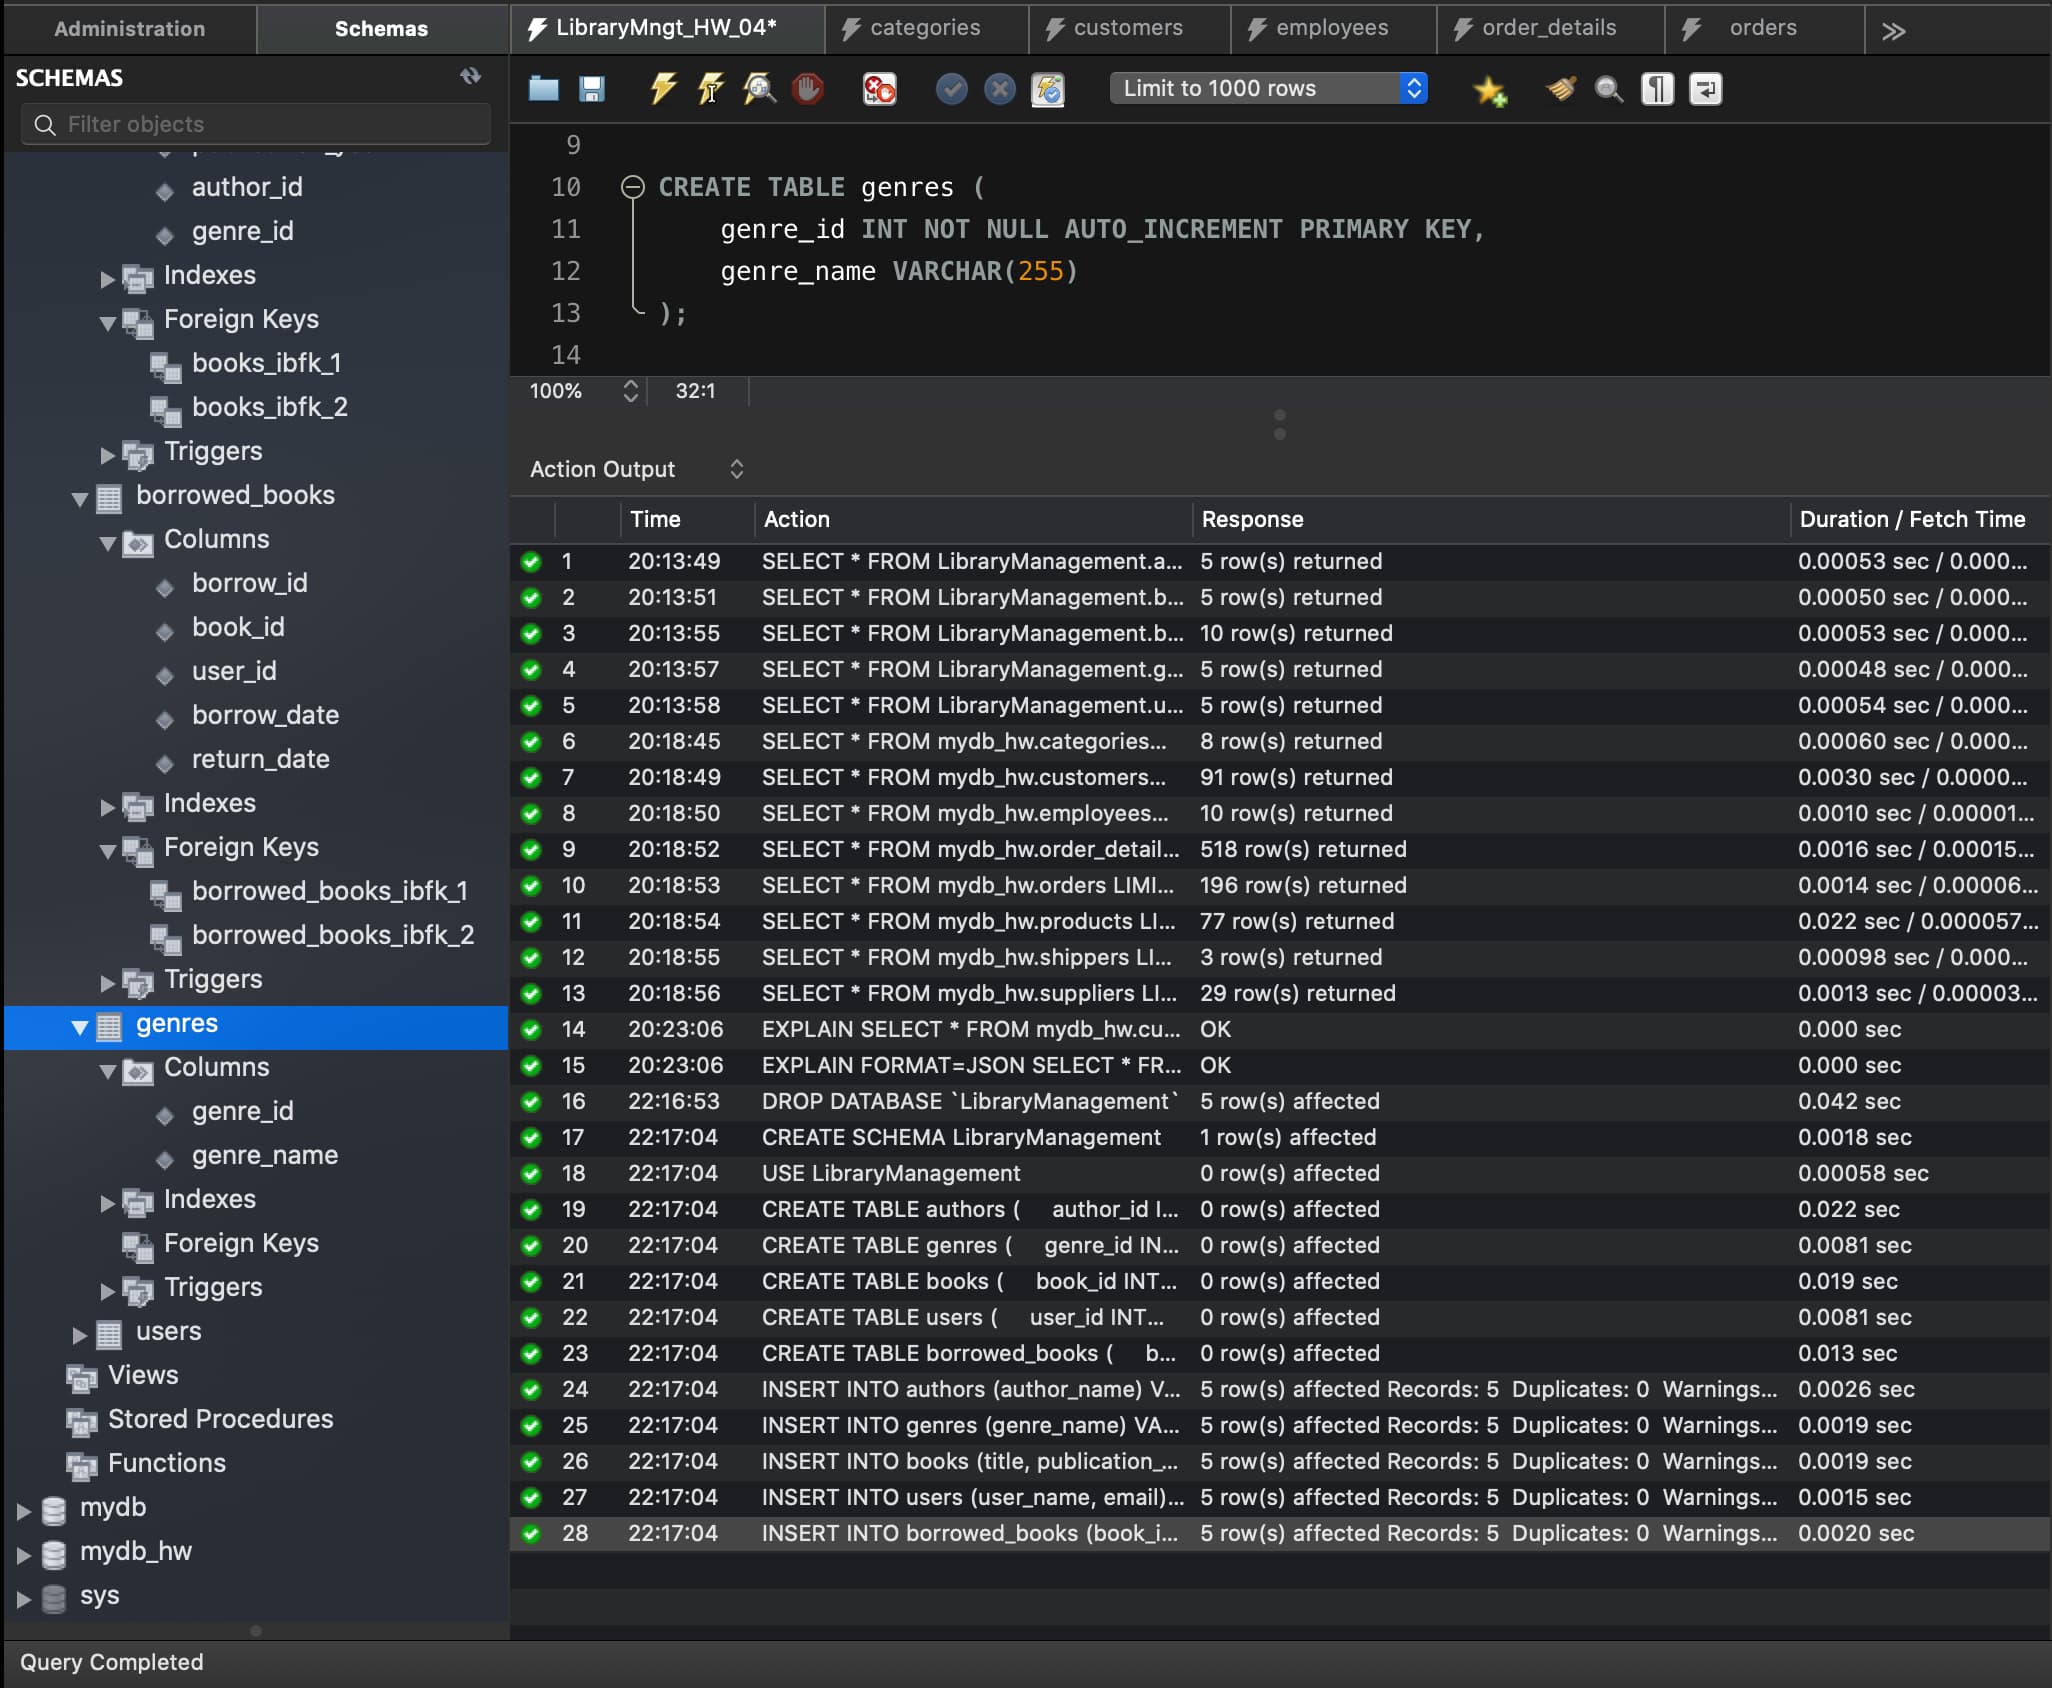 Administration
Schemas
LibraryMngt_HW_04*
categories
customers
employees
order_details
orders
SCHEMAS
Filter objects
author_id
genre_id
Indexes
Foreign Keys
books_ibfk_1
books_ibfk_2
Triggers
borrowed_books
Columns
borrow_id
book_id
user_id
borrow_date
return_date
Indexes
Foreign Keys
borrowed_books_ibfk_1
borrowed_books_ibfk_2
Triggers
genres
Columns
genre_id
genre_name
Indexes
Foreign Keys
Triggers
users
Views
Stored Procedures
Functions
mydb
mydb_hw
sys
Limit to 1000 rows
9
10 CREATE TABLE genres (
11 genre_id INT NOT NULL AUTO_INCREMENT PRIMARY KEY,
12 genre_name VARCHAR(255)
13 );
14
100% 32:1
Action Output
Time Action Response Duration / Fetch Time
1 20:13:49 SELECT * FROM LibraryManagement.a... 5 row(s) returned 0.00053 sec / 0.000...
2 20:13:51 SELECT * FROM LibraryManagement.b... 5 row(s) returned 0.00050 sec / 0.000...
3 20:13:55 SELECT * FROM LibraryManagement.b... 10 row(s) returned 0.00053 sec / 0.000...
4 20:13:57 SELECT * FROM LibraryManagement.g... 5 row(s) returned 0.00048 sec / 0.000...
5 20:13:58 SELECT * FROM LibraryManagement.u... 5 row(s) returned 0.00054 sec / 0.000...
6 20:18:45 SELECT * FROM mydb_hw.categories... 8 row(s) returned 0.00060 sec / 0.000...
7 20:18:49 SELECT * FROM mydb_hw.customers... 91 row(s) returned 0.0030 sec / 0.0000...
8 20:18:50 SELECT * FROM mydb_hw.employees... 10 row(s) returned 0.0010 sec / 0.00001...
9 20:18:52 SELECT * FROM mydb_hw.order_detail... 518 row(s) returned 0.0016 sec / 0.00015...
10 20:18:53 SELECT * FROM mydb_hw.orders LIMI... 196 row(s) returned 0.0014 sec / 0.00006...
11 20:18:54 SELECT * FROM mydb_hw.products LI... 77 row(s) returned 0.022 sec / 0.000057...
12 20:18:55 SELECT * FROM mydb_hw.shippers LI... 3 row(s) returned 0.00098 sec / 0.000...
13 20:18:56 SELECT * FROM mydb_hw.suppliers LI... 29 row(s) returned 0.0013 sec / 0.00003...
14 20:23:06 EXPLAIN SELECT * FROM mydb_hw.cu... OK 0.000 sec
15 20:23:06 EXPLAIN FORMAT=JSON SELECT * FR... OK 0.000 sec
16 22:16:53 DROP DATABASE `LibraryManagement` 5 row(s) affected 0.042 sec
17 22:17:04 CREATE SCHEMA LibraryManagement 1 row(s) affected 0.0018 sec
18 22:17:04 USE LibraryManagement 0 row(s) affected 0.00058 sec
19 22:17:04 CREATE TABLE authors ( author_id I... 0 row(s) affected 0.022 sec
20 22:17:04 CREATE TABLE genres ( genre_id IN... 0 row(s) affected 0.0081 sec
21 22:17:04 CREATE TABLE books ( book_id INT... 0 row(s) affected 0.019 sec
22 22:17:04 CREATE TABLE users ( user_id INT... 0 row(s) affected 0.0081 sec
23 22:17:04 CREATE TABLE borrowed_books ( b... 0 row(s) affected 0.013 sec
24 22:17:04 INSERT INTO authors (author_name) V... 5 row(s) affected Records: 5 Duplicates: 0 Warnings... 0.0026 sec
25 22:17:04 INSERT INTO genres (genre_name) VA... 5 row(s) affected Records: 5 Duplicates: 0 Warnings... 0.0019 sec
26 22:17:04 INSERT INTO books (title, publication_... 5 row(s) affected Records: 5 Duplicates: 0 Warnings... 0.0019 sec
27 22:17:04 INSERT INTO users (user_name, email)... 5 row(s) affected Records: 5 Duplicates: 0 Warnings... 0.0015 sec
28 22:17:04 INSERT INTO borrowed_books (book_i... 5 row(s) affected Records: 5 Duplicates: 0 Warnings... 0.0020 sec
Query Completed